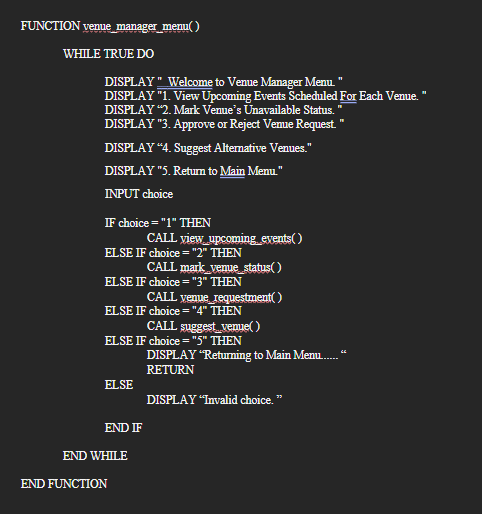 FUNCTION venue_manager_menu( )
WHILE TRUE DO
DISPLAY "  Welcome to Venue Manager Menu. "
DISPLAY "1. View Upcoming Events Scheduled For Each Venue. "
DISPLAY “2. Mark Venue’s Unavailable Status. "
DISPLAY "3. Approve or Reject Venue Request. "
DISPLAY “4. Suggest Alternative Venues."
DISPLAY "5. Return to Main Menu."
INPUT choice
IF choice = "1" THEN
CALL view_upcoming_events( )
ELSE IF choice = "2" THEN
CALL mark_venue_status( )
ELSE IF choice = "3" THEN
CALL venue_requestment( )
ELSE IF choice = "4" THEN
CALL suggest_venue( )
ELSE IF choice = "5" THEN
DISPLAY “Returning to Main Menu...... “
RETURN
ELSE
DISPLAY “Invalid choice. ”
END IF
END WHILE
END FUNCTION